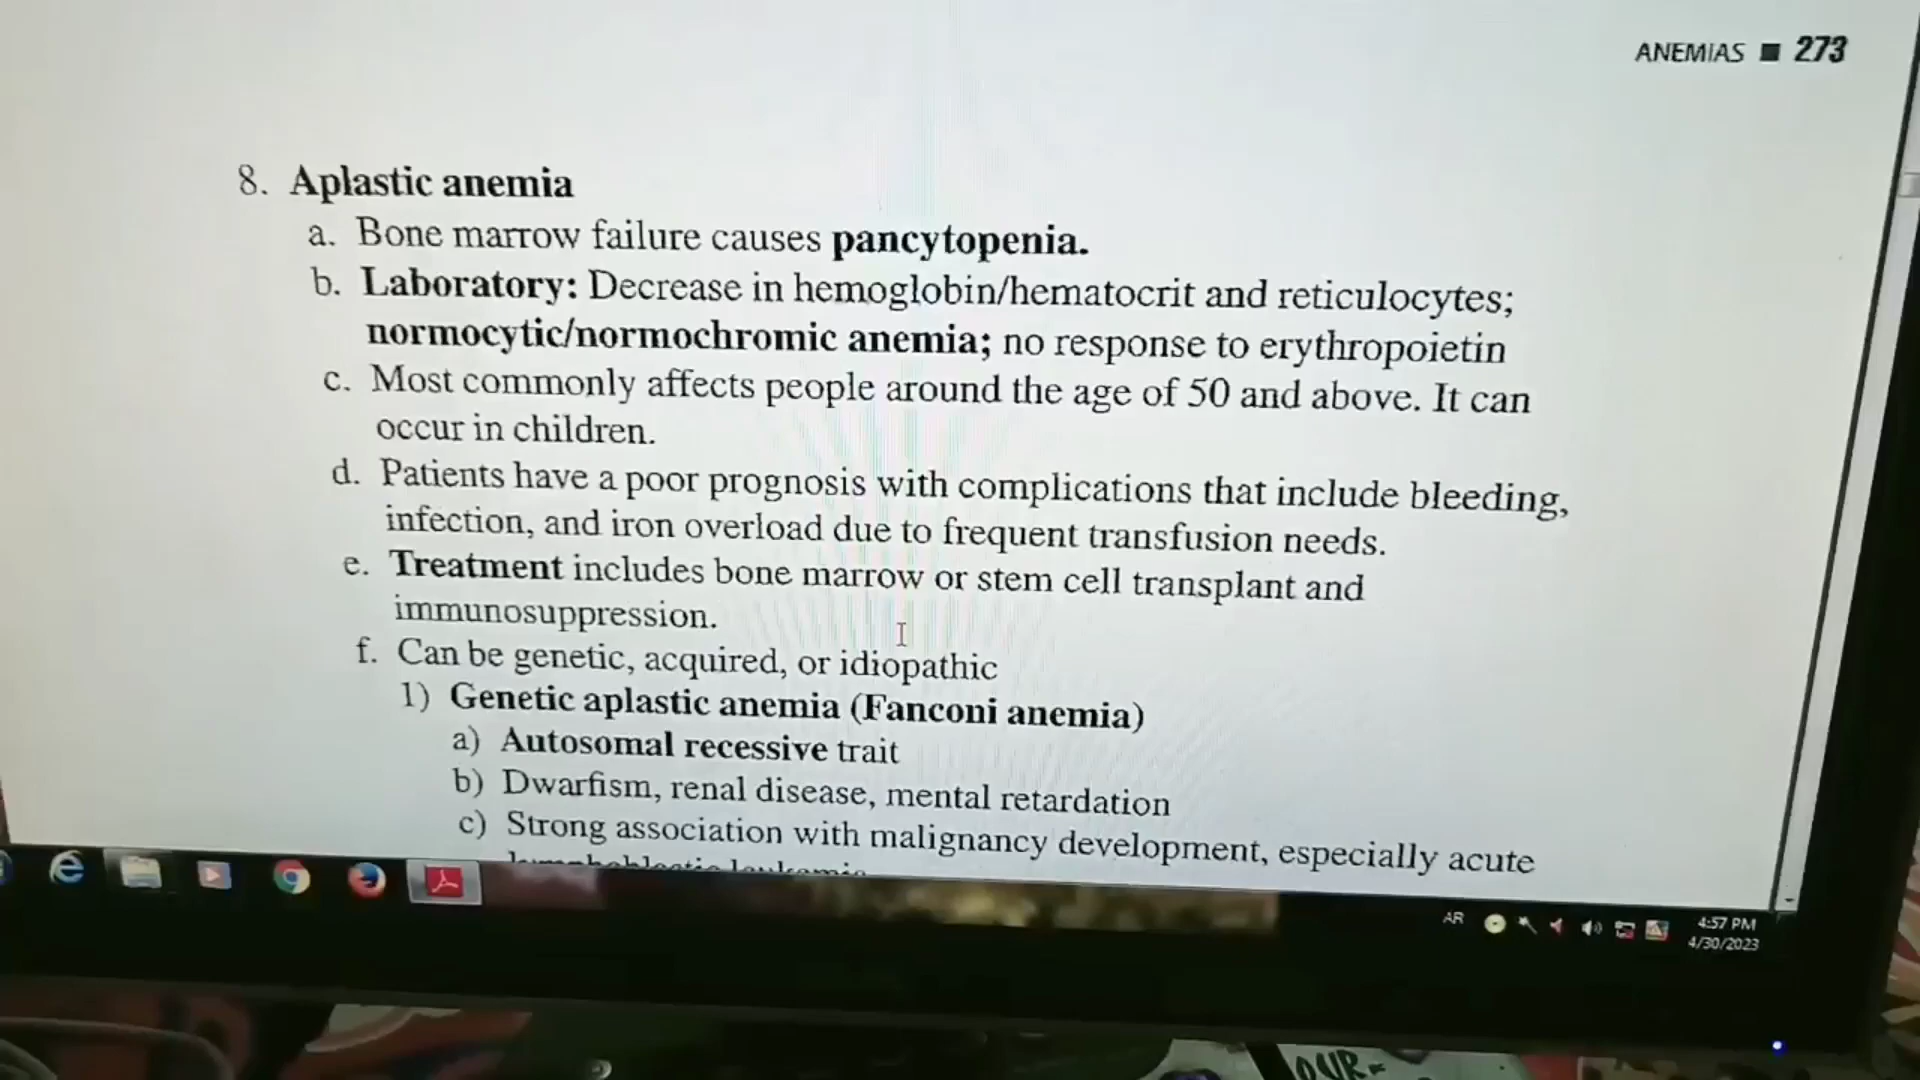 ANEMIAS ■ 273
8. Aplastic anemia
a. Bone marrow failure causes pancytopenia.
b. Laboratory: Decrease in hemoglobin/hematocrit and reticulocytes;
normocytic/normochromic anemia; no response to erythropoietin
c. Most commonly affects people around the age of 50 and above. It can
occur in children.
d. Patients have a poor prognosis with complications that include bleeding,
infection, and iron overload due to frequent transfusion needs.
e. Treatment includes bone marrow or stem cell transplant and
immunosuppression.
f. Can be genetic, acquired, or idiopathic
1) Genetic aplastic anemia (Fanconi anemia)
a) Autosomal recessive trait
b) Dwarfism, renal disease, mental retardation
c) Strong association with malignancy development, especially acute
lymphoblastic leukemia
AR
4:57 PM
4/30/2023
OUR